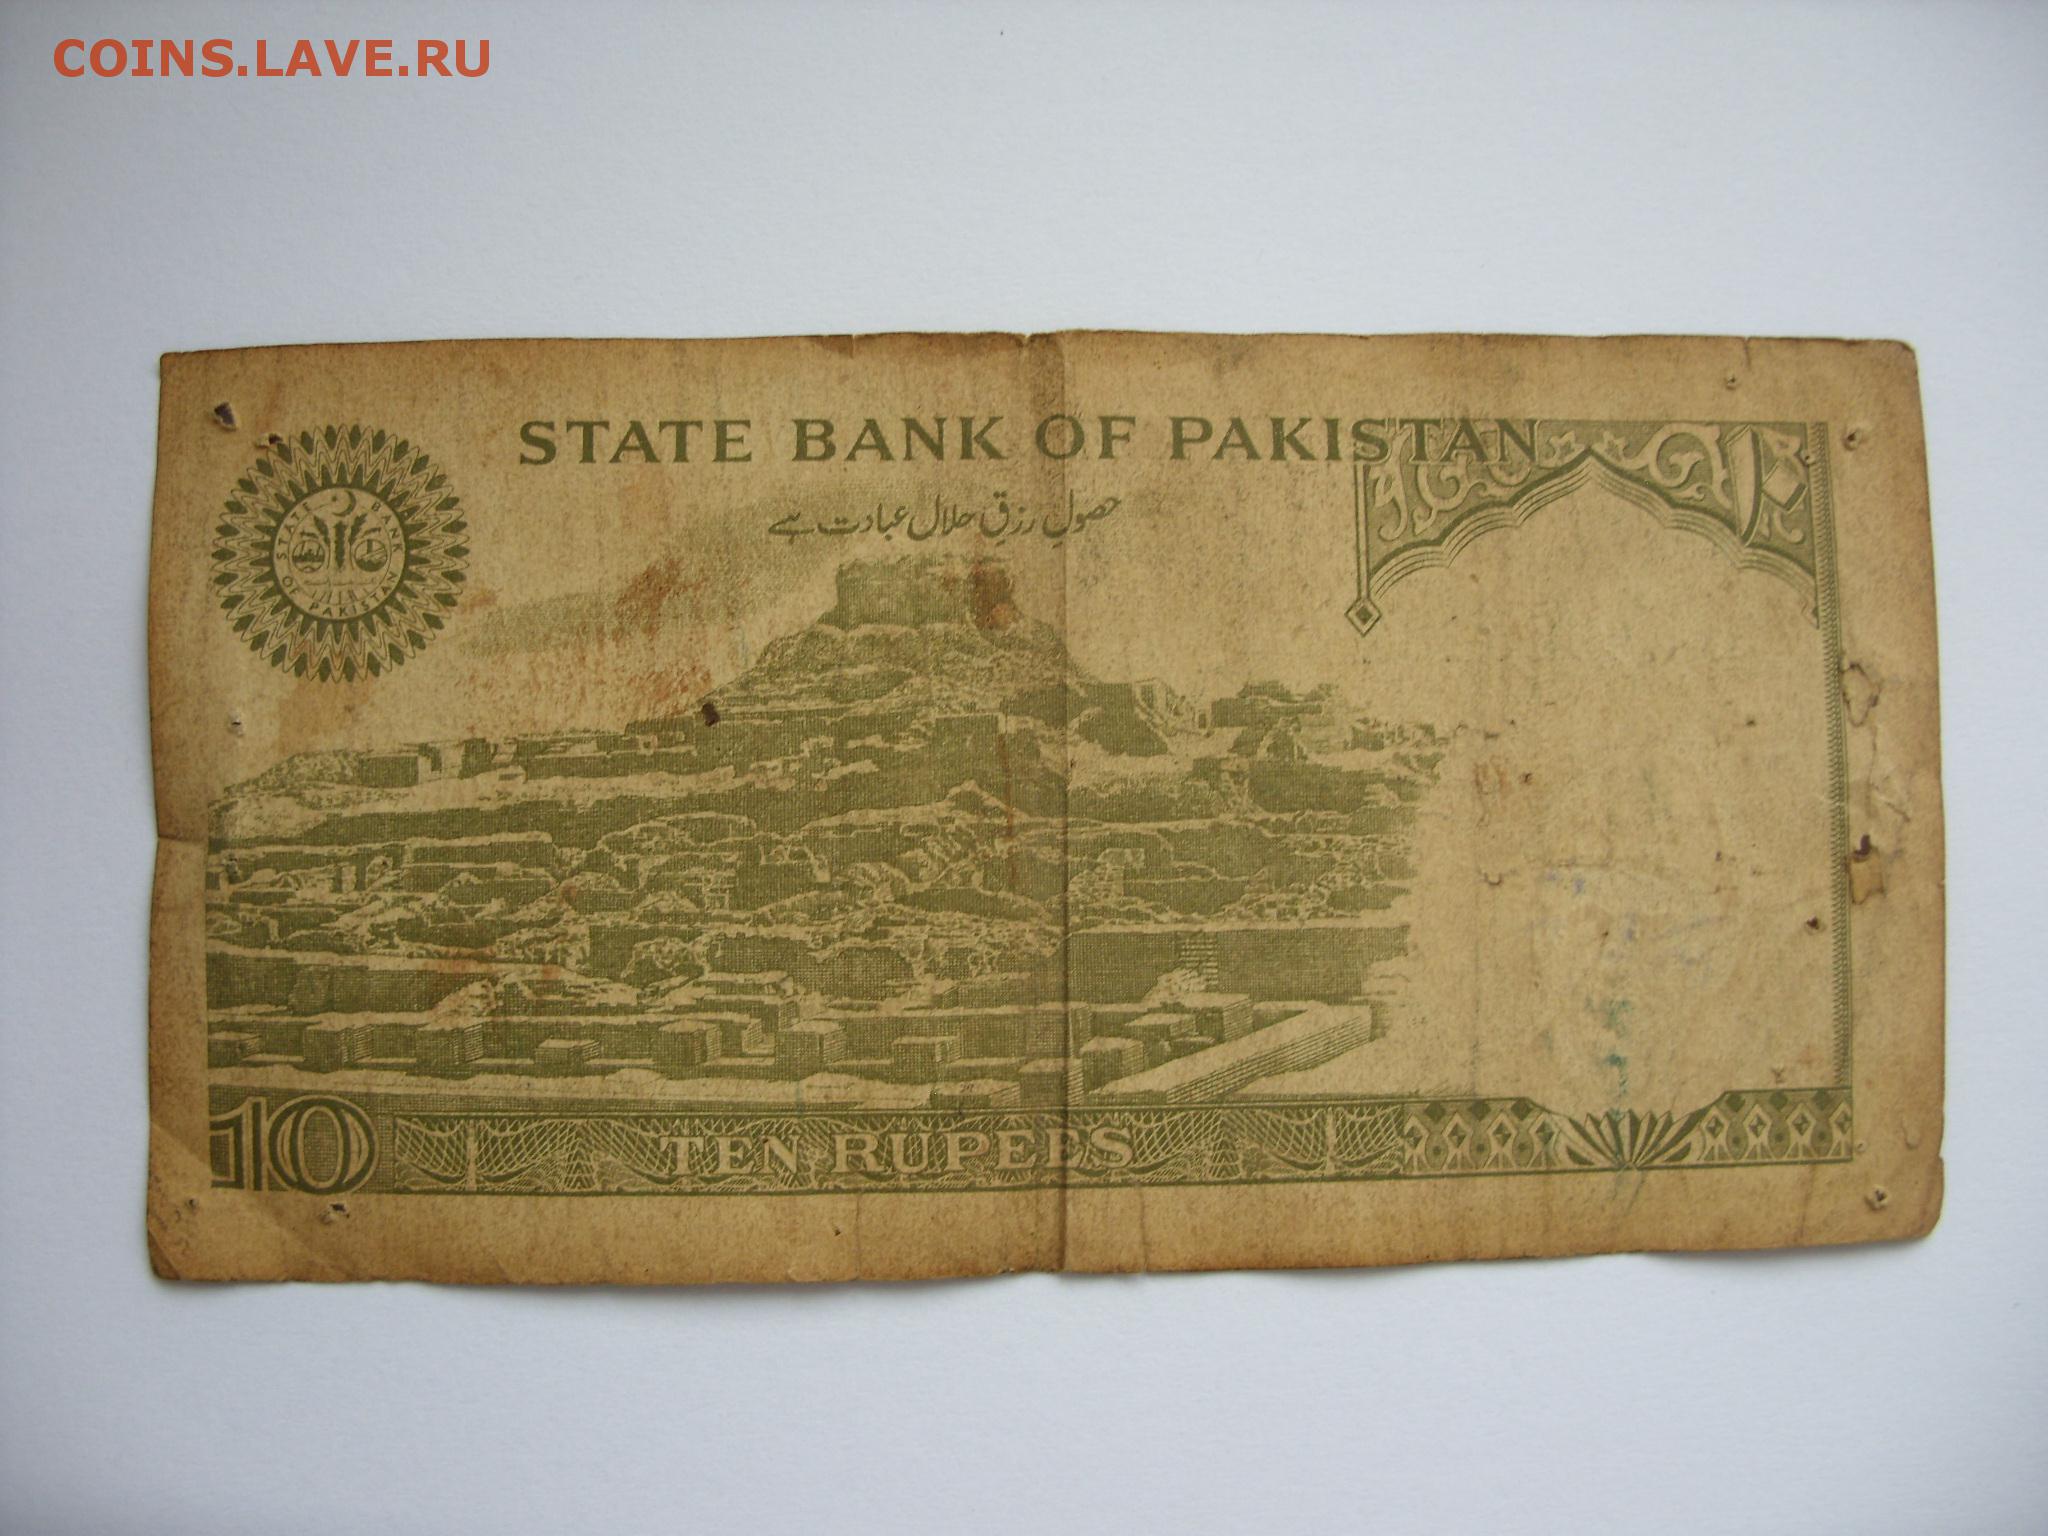 COINS.LAVE.RU
STATE BANK OF PAKISTAN
حصولِ رزقِ حلال عبادت ہے
STATE BANK
OF PAKISTAN
10
TEN RUPEES